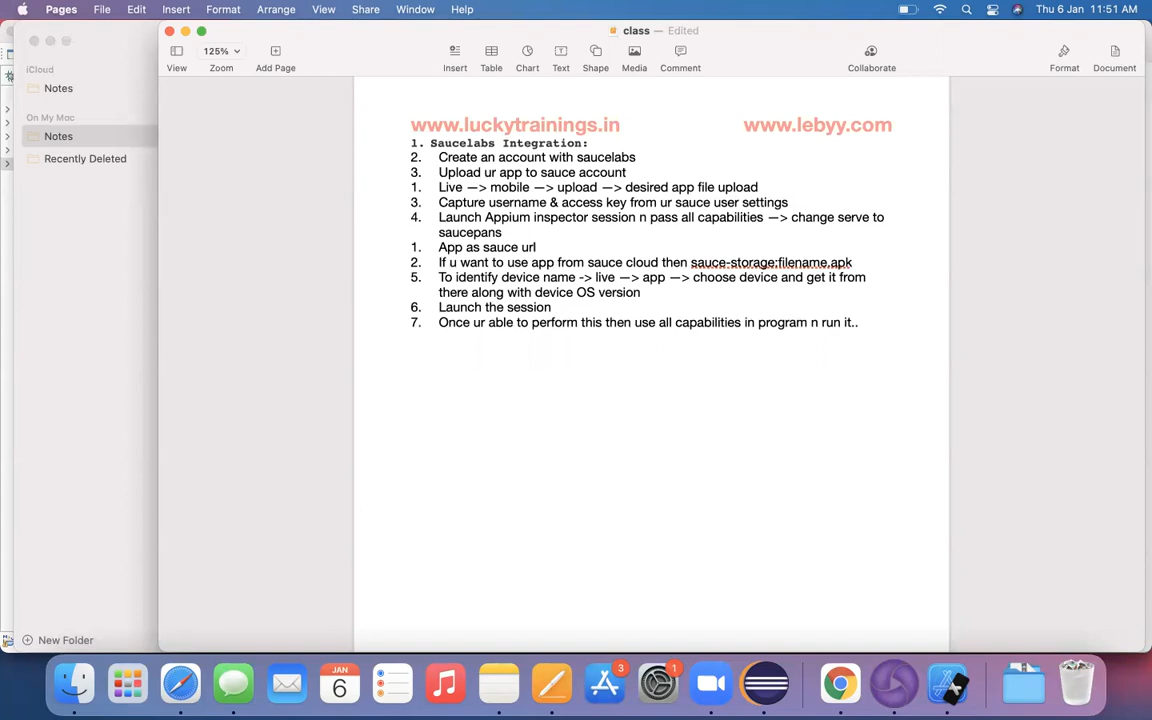 Pages File Edit Insert Format Arrange View Share Window Help Thu 6 Jan 11:51 AM
class — Edited
125%
View Zoom Add Page Insert Table Chart Text Shape Media Comment Collaborate Format Document
iCloud
Notes
On My Mac
Notes
Recently Deleted
New Folder
www.luckytrainings.in www.lebyy.com
1. Saucelabs Integration:
2. Create an account with saucelabs
3. Upload ur app to sauce account
1. Live —> mobile —> upload —> desired app file upload
3. Capture username & access key from ur sauce user settings
4. Launch Appium inspector session n pass all capabilities —> change serve to
saucepans
1. App as sauce url
2. If u want to use app from sauce cloud then sauce-storage:filename.apk
5. To identify device name -> live —> app —> choose device and get it from
there along with device OS version
6. Launch the session
7. Once ur able to perform this then use all capabilities in program n run it..
JAN
6
3
1